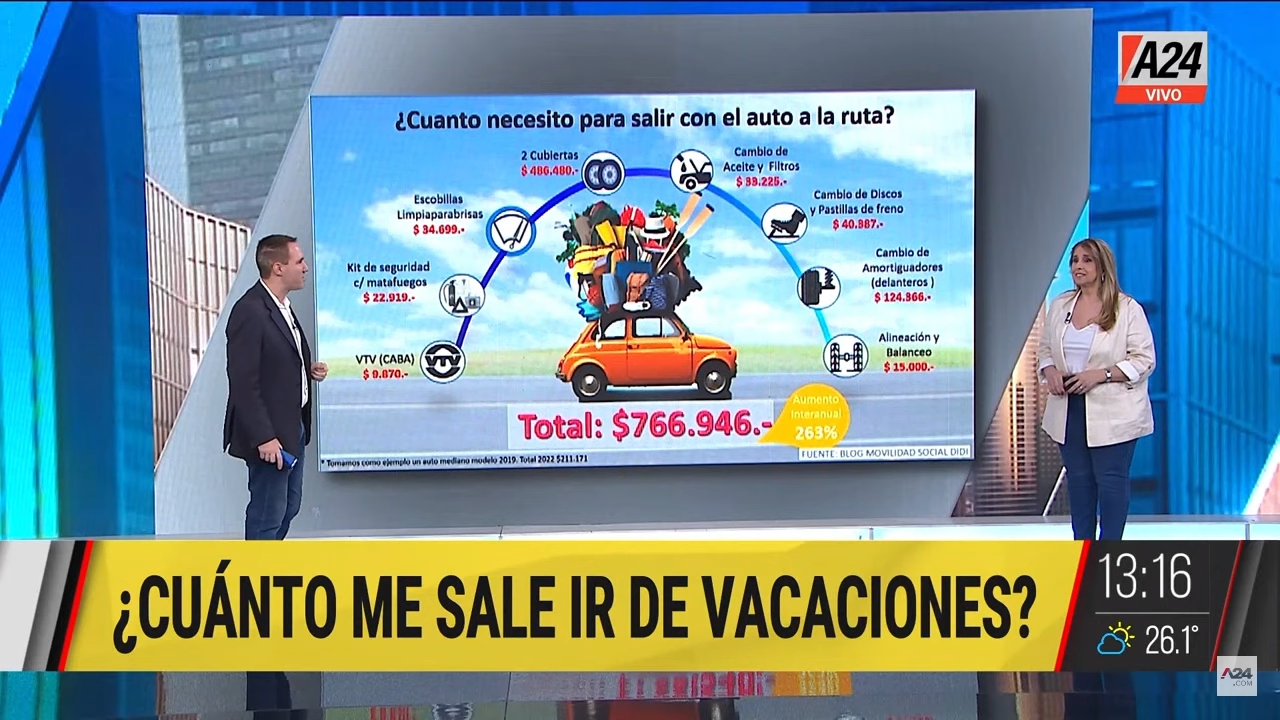 A24
VIVO
¿Cuanto necesito para salir con el auto a la ruta?
2 Cubiertas
$ 486.480.-
Cambio de
Aceite y Filtros
$ 33.225.-
Escobillas
Limpiaparabrisas
$ 34.699.-
Cambio de Discos
y Pastillas de freno
$ 40.387.-
Kit de seguridad
c/ matafuegos
$ 22.919.-
Cambio de
Amortiguadores
(delanteros )
$ 124.366.-
VTV (CABA)
$ 9.870.-
VTV
Alineación y
Balanceo
$ 15.000.-
Total: $766.946.-
Aumento
Interanual
263%
* Tomamos como ejemplo un auto mediano modelo 2019. Total 2022 $211.171
FUENTE: BLOG MOVILIDAD SOCIAL DIDI
¿CUÁNTO ME SALE IR DE VACACIONES?
13:16
26.1°
A24
.COM